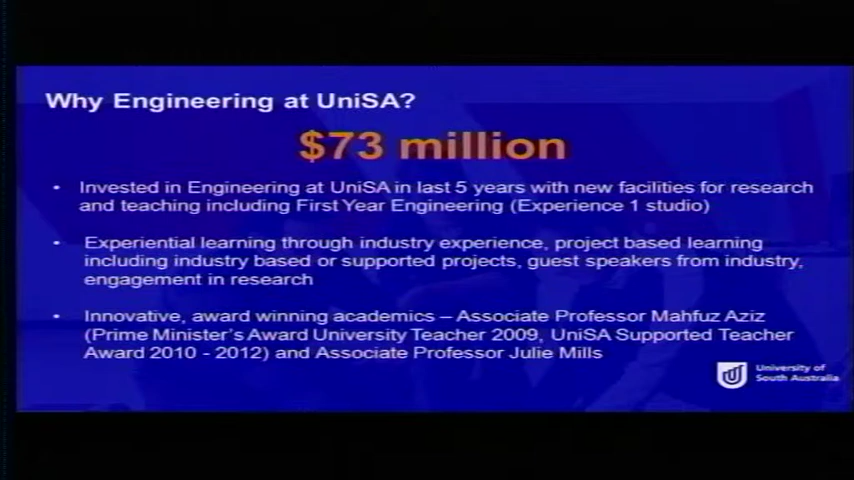 Why Engineering at UniSA?
$73 million
• Invested in Engineering at UniSA in last 5 years with new facilities for research
and teaching including First Year Engineering (Experience 1 studio)
• Experiential learning through industry experience, project based learning
including industry based or supported projects, guest speakers from industry,
engagement in research
• Innovative, award winning academics – Associate Professor Mahfuz Aziz
(Prime Minister's Award University Teacher 2009, UniSA Supported Teacher
Award 2010 - 2012) and Associate Professor Julie Mills
University of
South Australia